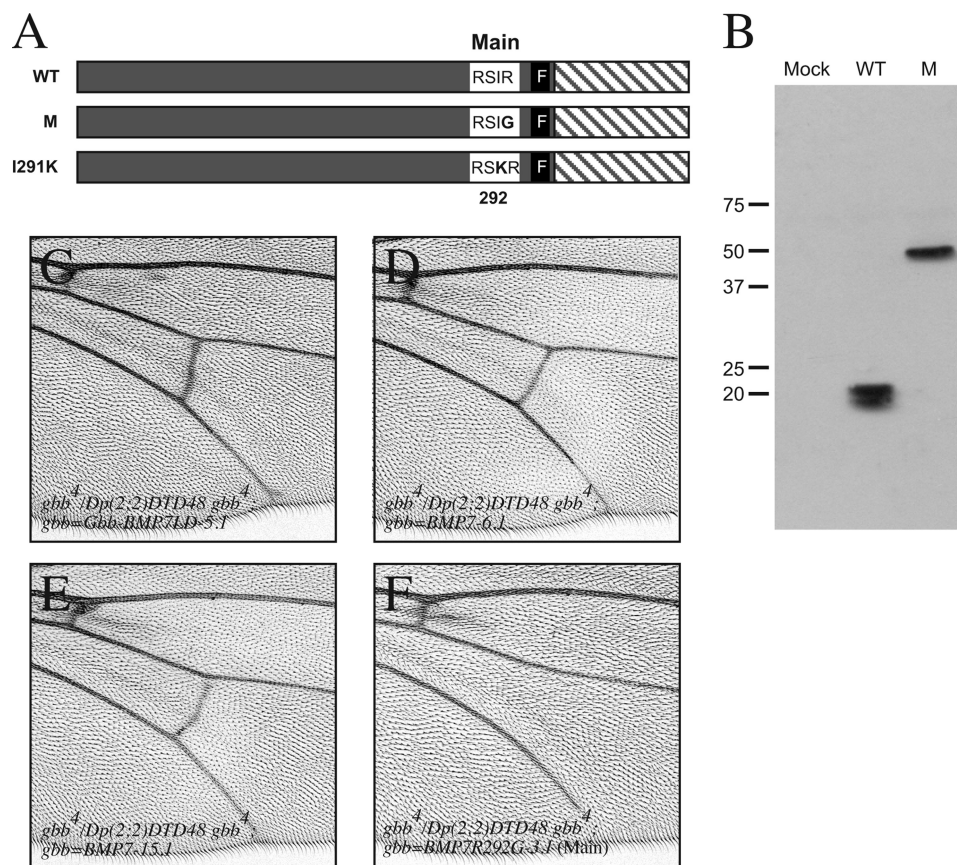 A
Main
WT RSIR F
M RSIG F
I291K RSKR F
292
B
Mock WT M
75
50
37
25
20
C
gbb4/Dp(2;2)DTD48 gbb4;
gbb=Gbb-BMP7LD-5.1
D
gbb4/Dp(2;2)DTD48 gbb4;
gbb=BMP7-6.1
E
gbb4/Dp(2;2)DTD48 gbb4;
gbb=BMP7-15.1
F
gbb4/Dp(2;2)DTD48 gbb4;
gbb=BMP7R292G-3.1 (Main)